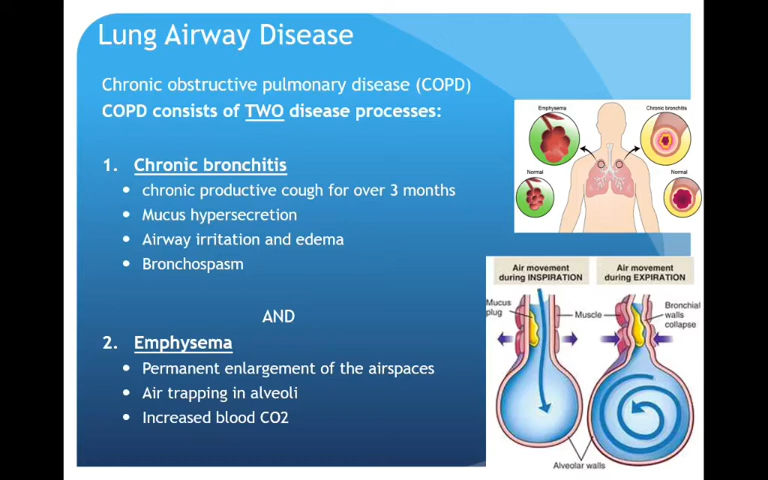 Lung Airway Disease
Chronic obstructive pulmonary disease (COPD)
COPD consists of TWO disease processes:
1. Chronic bronchitis
• chronic productive cough for over 3 months
• Mucus hypersecretion
• Airway irritation and edema
• Bronchospasm
AND
2. Emphysema
• Permanent enlargement of the airspaces
• Air trapping in alveoli
• Increased blood CO2
Emphysema
Chronic bronchitis
Normal
Normal
Air movement
during INSPIRATION
Air movement
during EXPIRATION
Mucus
plug
Muscle
Bronchial
walls
collapse
Alveolar walls